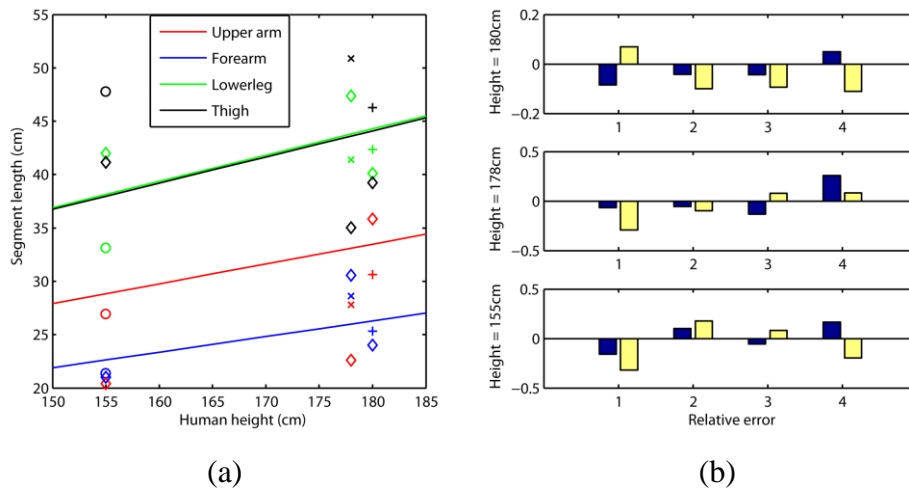 55
50
45
40
35
30
25
20
Segment length (cm)
Upper arm
Forearm
Lowerleg
Thigh
150 155 160 165 170 175 180 185
Human height (cm)
(a)
Height = 180cm
0.2
0
−0.2
1 2 3 4
Height = 178cm
0.5
0
−0.5
1 2 3 4
Height = 155cm
0.5
0
−0.5
1 2 3 4
Relative error
(b)